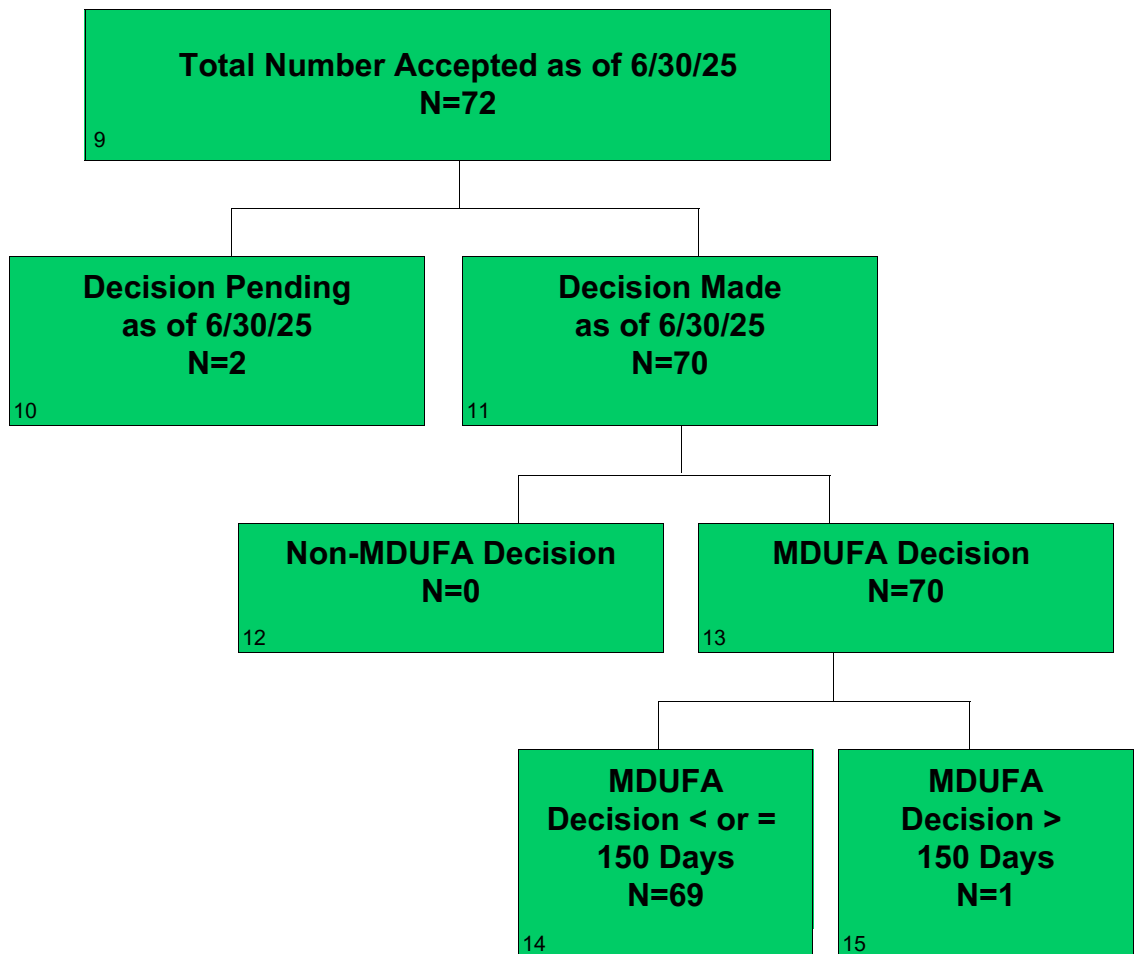 Total Number Accepted as of 6/30/25
N=72
9
Decision Pending
as of 6/30/25
N=2
10
Decision Made
as of 6/30/25
N=70
11
Non-MDUFA Decision
N=0
12
MDUFA Decision
N=70
13
MDUFA
Decision < or =
150 Days
N=69
14
MDUFA
Decision >
150 Days
N=1
15